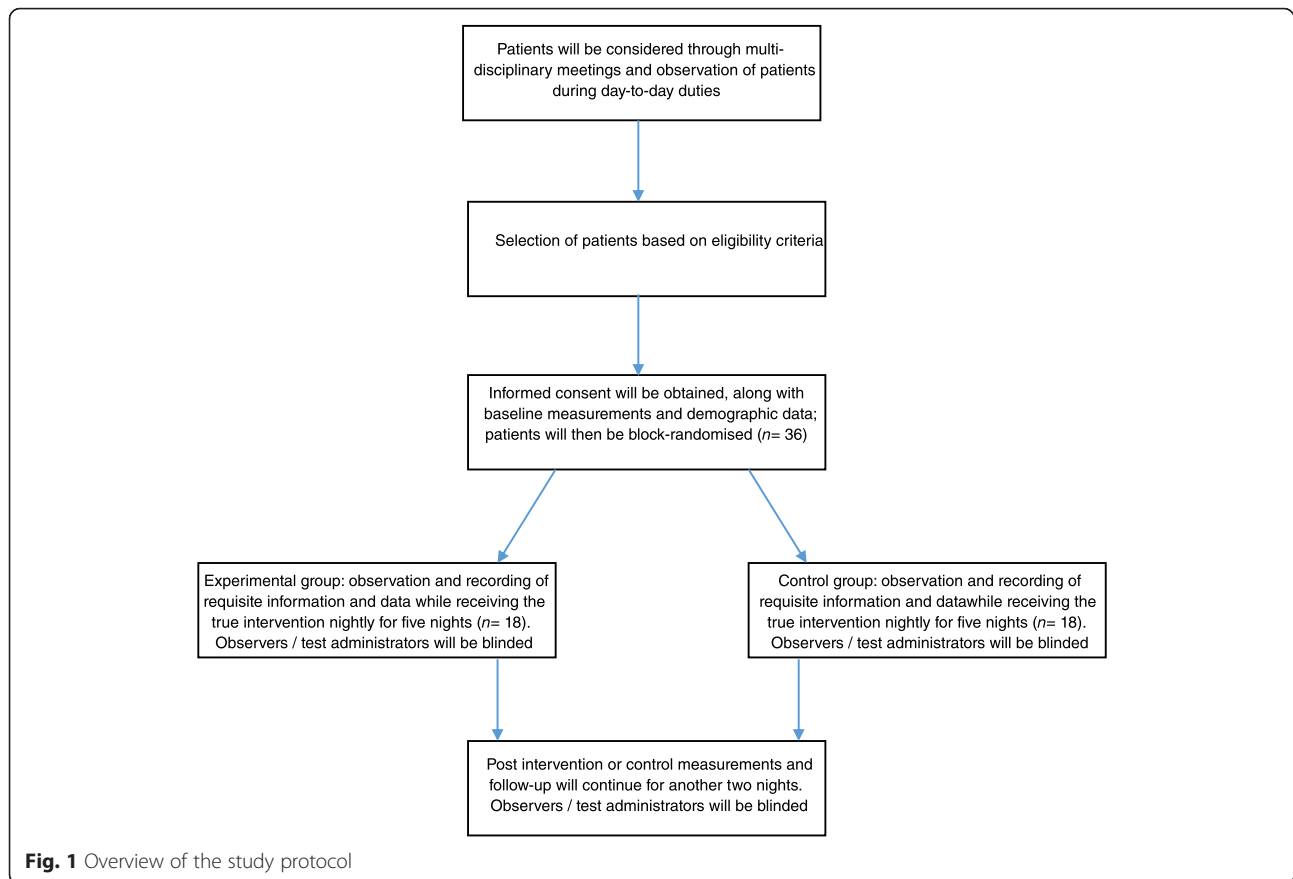 Patients will be considered through multi-
disciplinary meetings and observation of patients
during day-to-day duties
Selection of patients based on eligibility criteria
Informed consent will be obtained, along with
baseline measurements and demographic data;
patients will then be block-randomised (n= 36)
Experimental group: observation and recording of
requisite information and data while receiving the
true intervention nightly for five nights (n= 18).
Observers / test administrators will be blinded
Control group: observation and recording of
requisite information and datawhile receiving the
true intervention nightly for five nights (n= 18).
Observers / test administrators will be blinded
Post intervention or control measurements and
follow-up will continue for another two nights.
Observers / test administrators will be blinded
Fig. 1 Overview of the study protocol